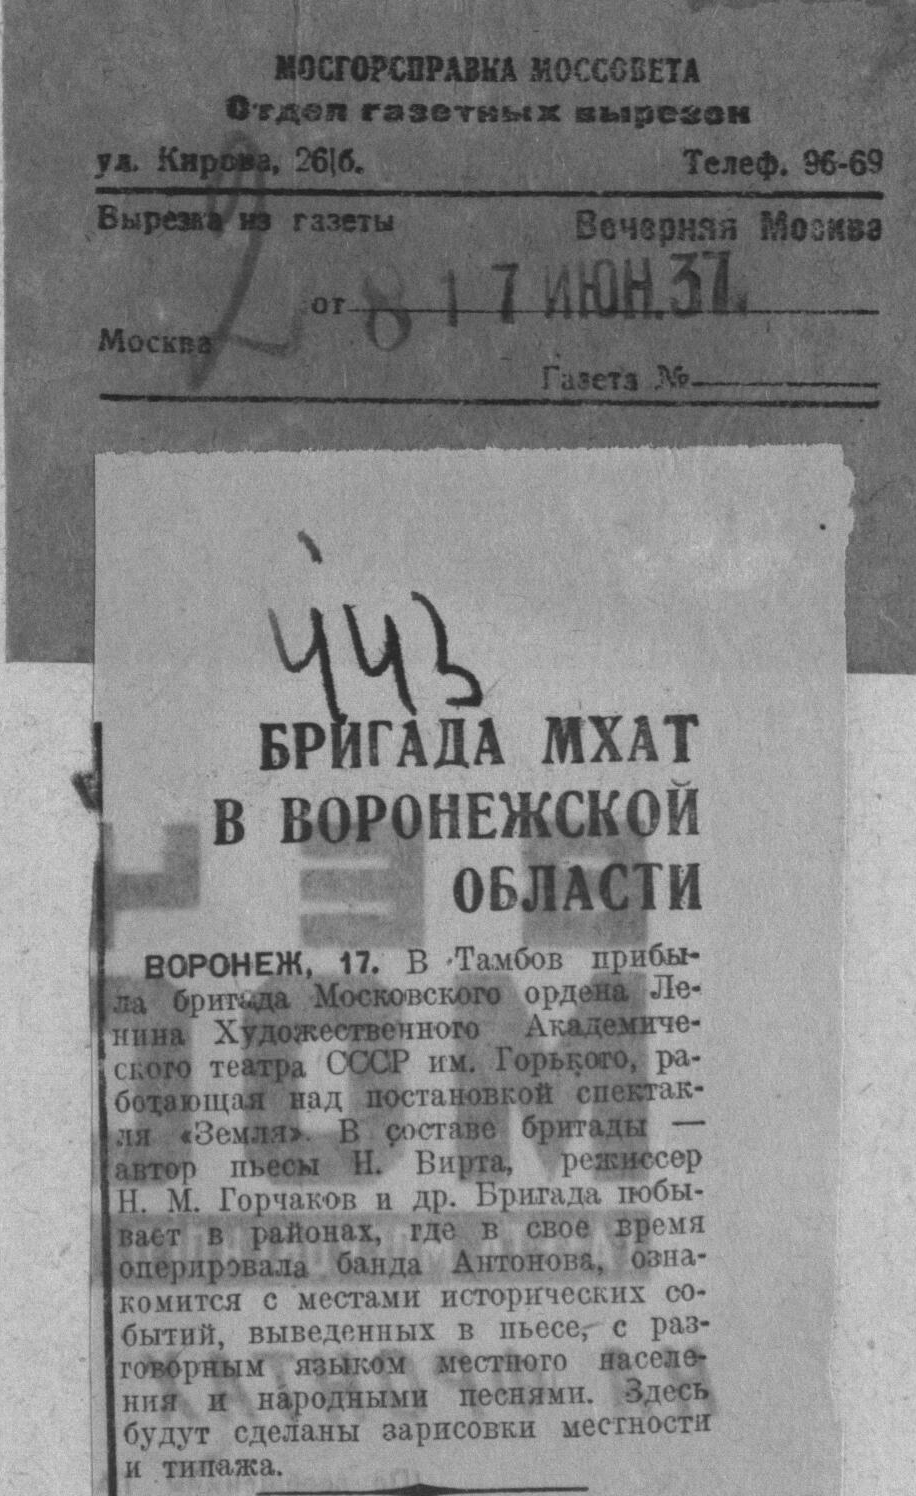 МОСГОРСПРАВКА МОССОВЕТА
Отдел газетных вырезок
ул. Кирова, 26|б. Телеф. 96-69
Вырезка из газеты Вечерняя Москва
от 8 17 ИЮН.37.
Москва
Газета №
2
443
БРИГАДА МХАТ
В ВОРОНЕЖСКОЙ
ОБЛАСТИ
ВОРОНЕЖ, 17. В Тамбов прибы-
ла бригада Московского ордена Ле-
нина Художественного Академиче-
ского театра СССР им. Горького, ра-
ботающая над постановкой спектак-
ля «Земля». В составе бригады —
автор пьесы Н. Вирта, режиссер
Н. М. Горчаков и др. Бригада побы-
вает в районах, где в свое время
оперировала банда Антонова, озна-
комится с местами исторических со-
бытий, выведенных в пьесе, с раз-
говорным языком местного населе-
ния и народными песнями. Здесь
будут сделаны зарисовки местности
и типажа.